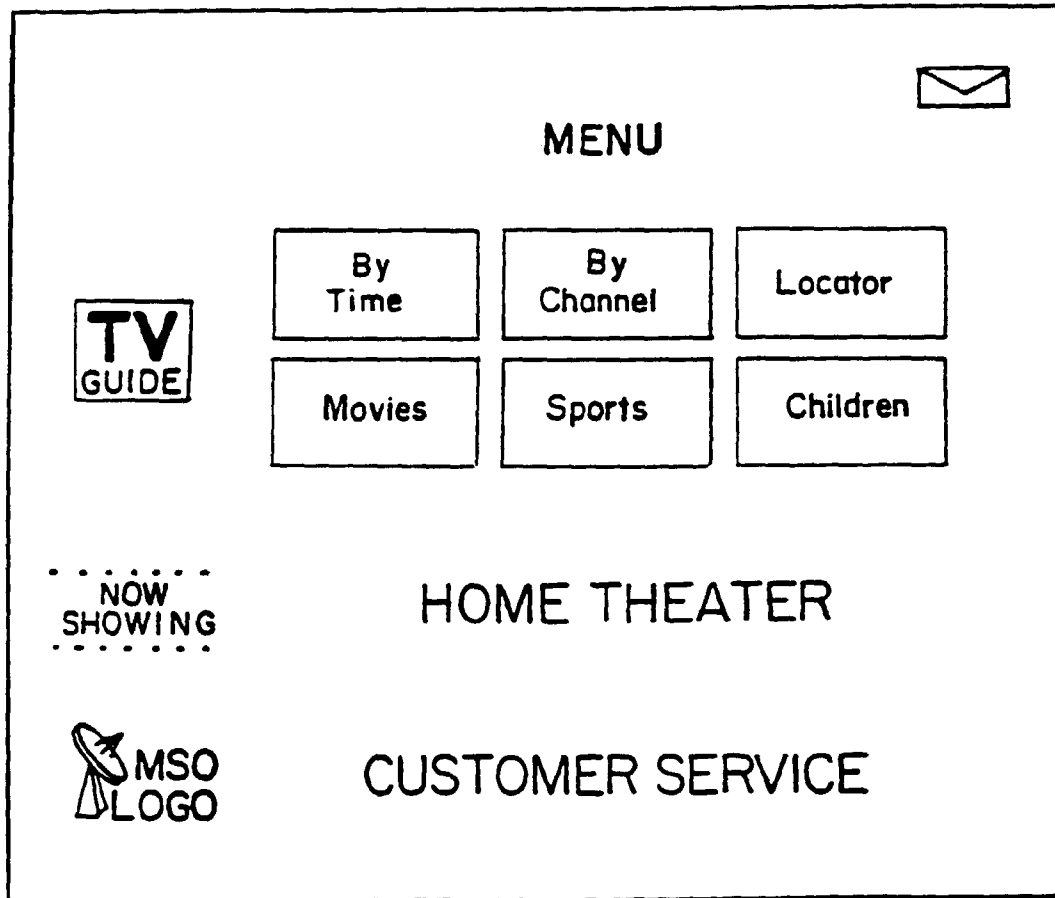 MENU
By
Time
By
Channel
Locator
TV
GUIDE
Movies
Sports
Children
NOW
SHOWING
HOME THEATER
MSO
LOGO
CUSTOMER SERVICE